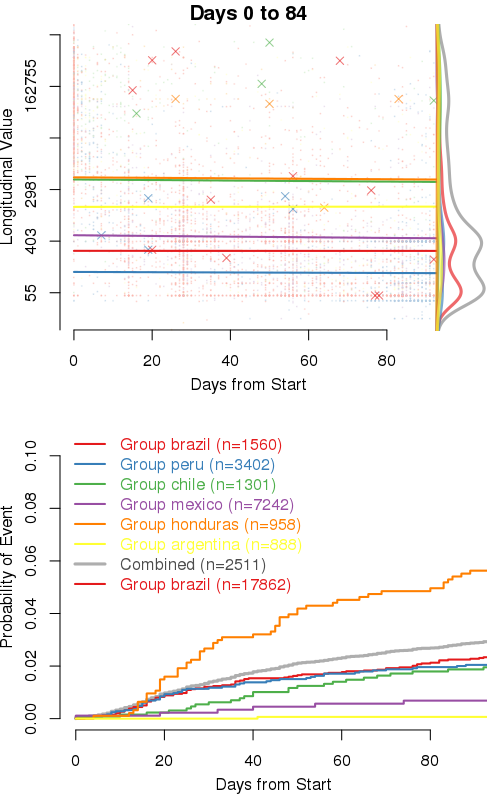 Days 0 to 84
Longitudinal Value
162755
2981
403
55
0 20 40 60 80
Days from Start
Probability of Event
0.10
0.08
0.06
0.04
0.02
0.00
Group brazil (n=1560)
Group peru (n=3402)
Group chile (n=1301)
Group mexico (n=7242)
Group honduras (n=958)
Group argentina (n=888)
Combined (n=2511)
Group brazil (n=17862)
0 20 40 60 80
Days from Start